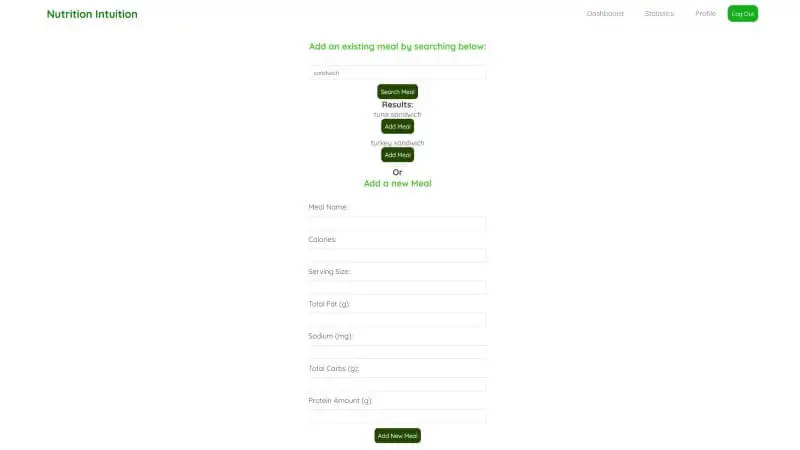 Nutrition Intuition
Dashboard Statistics Profile Log Out
Add an existing meal by searching below:
sandwich
Search Meal
Results:
tuna sandwich
Add Meal
turkey sandwich
Add Meal
Or
Add a new Meal
Meal Name:
Calories:
Serving Size:
Total Fat (g):
Sodium (mg):
Total Carbs (g):
Protein Amount (g):
Add New Meal